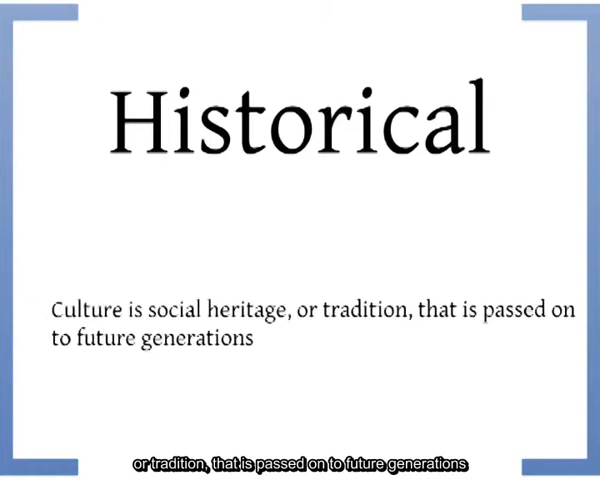 Historical
Culture is social heritage, or tradition, that is passed on
to future generations
or tradition, that is passed on to future generations